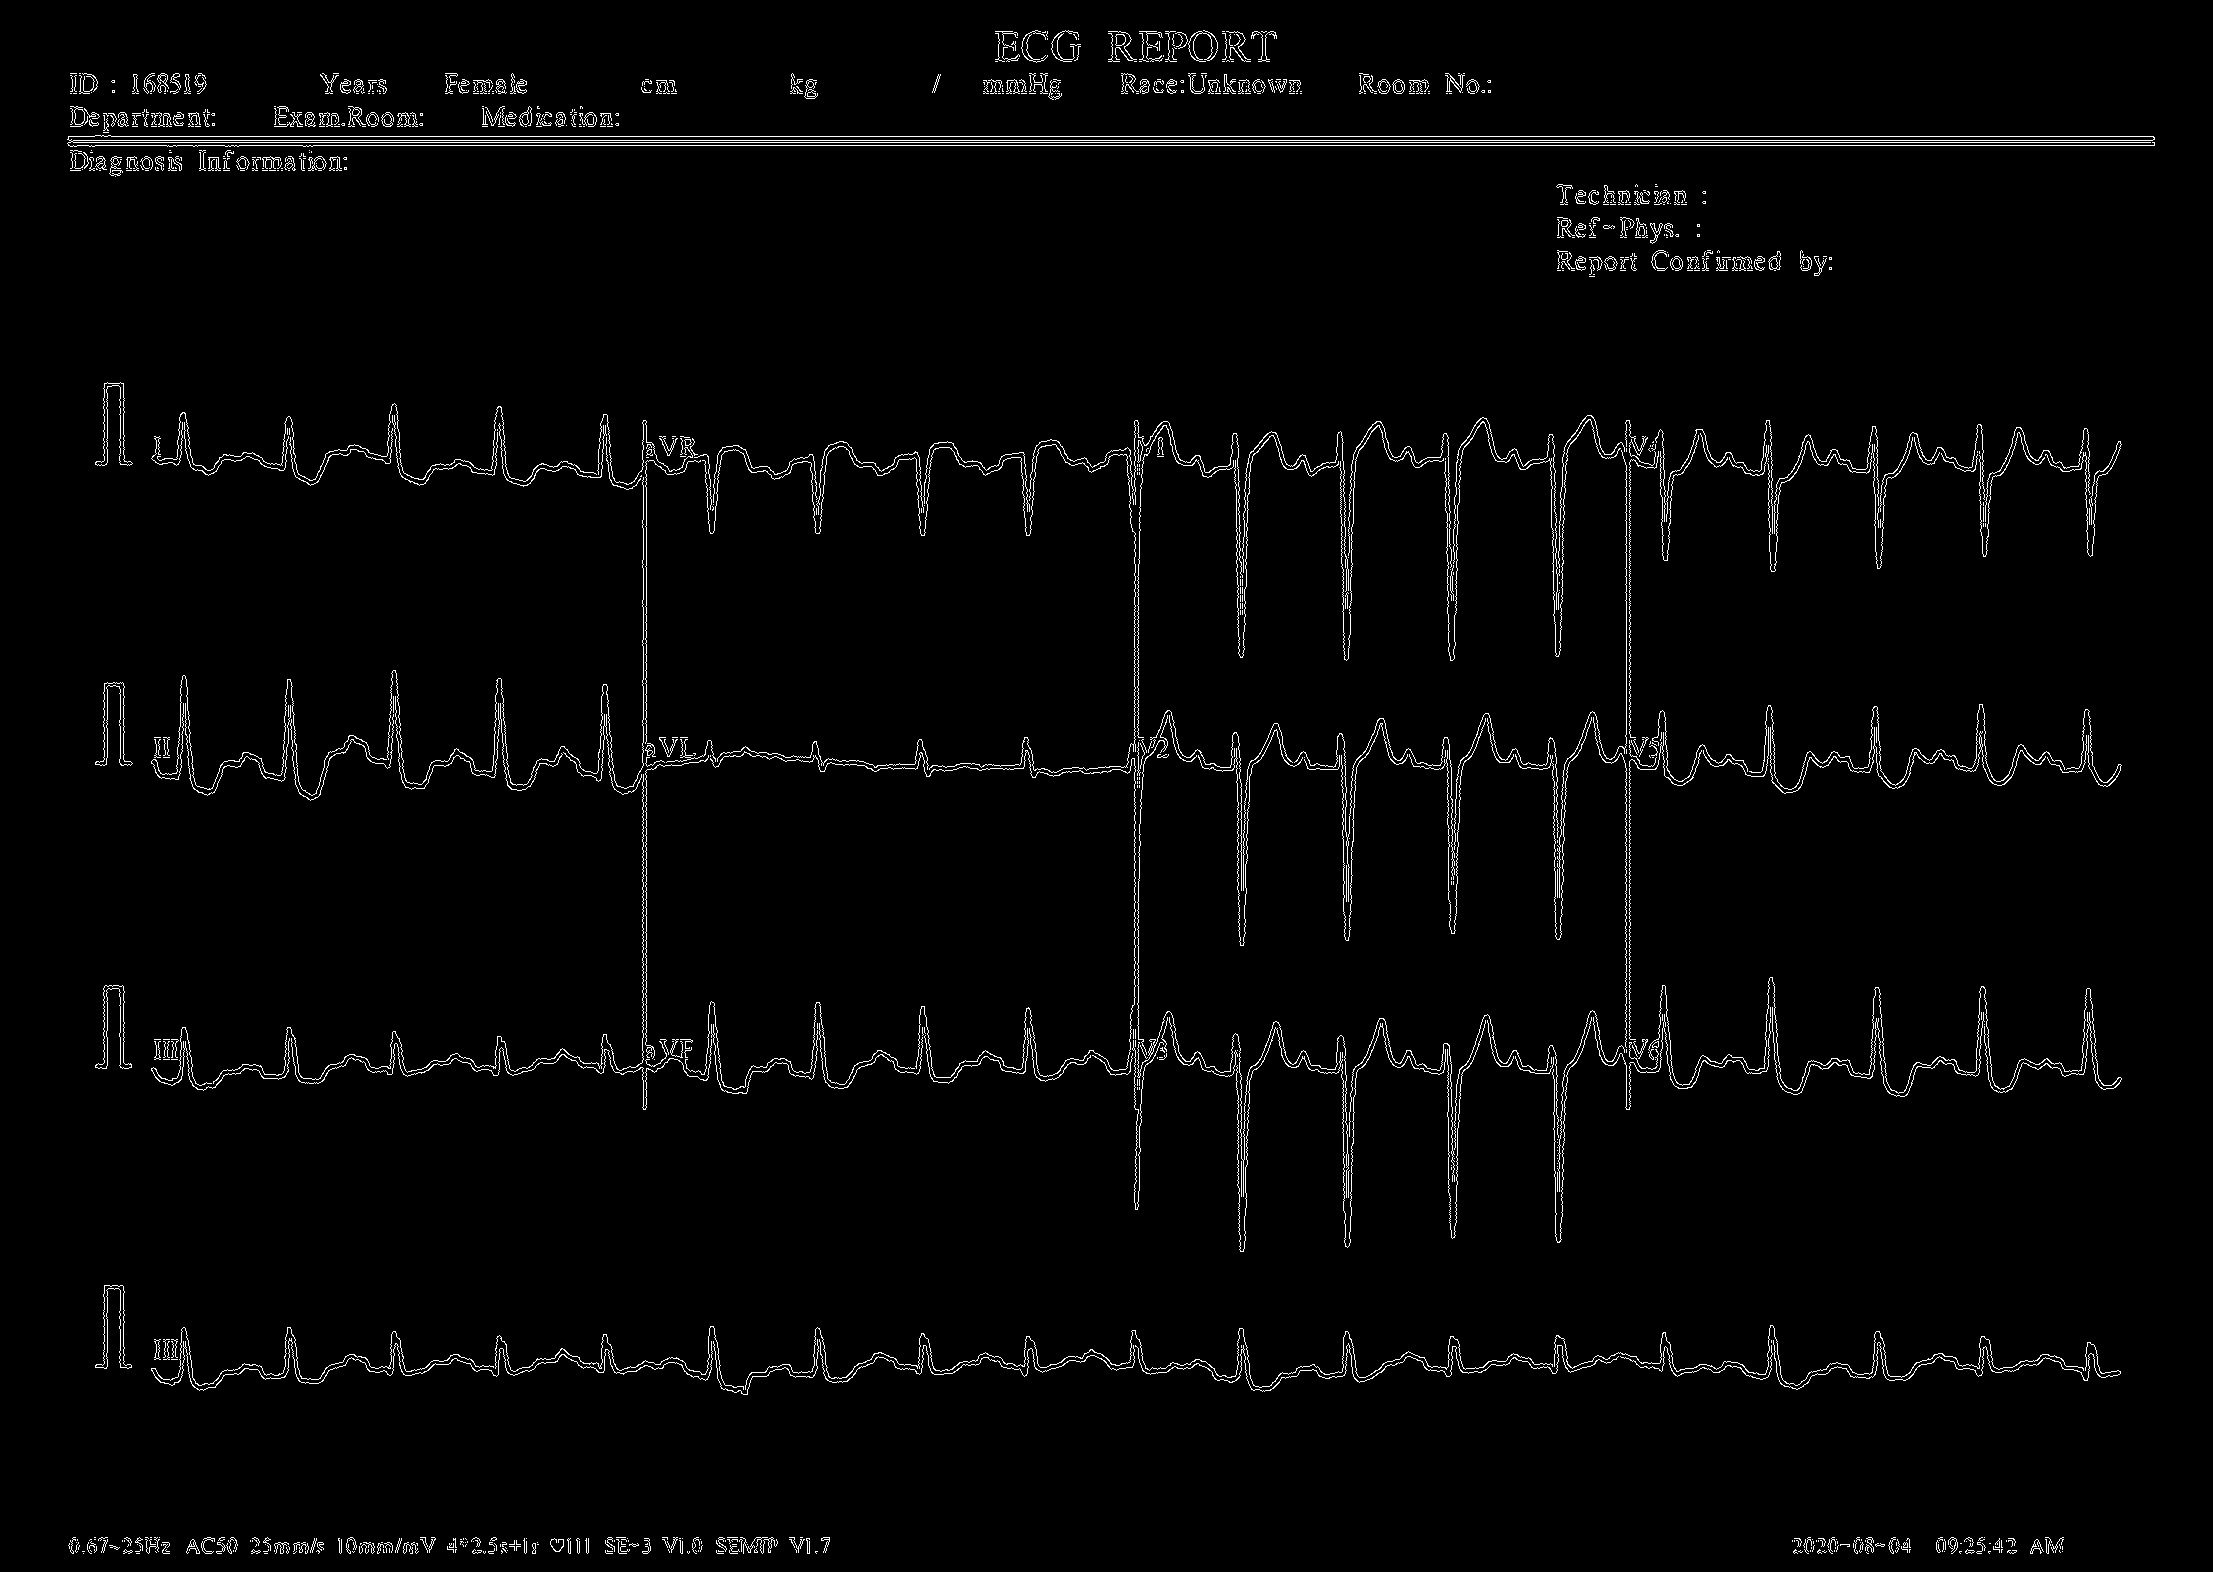 ECG REPORT
ID : 168519 Years Female cm kg / mmHg Race:Unknown Room No.:
Department: Exam.Room: Medication:
Diagnosis Information:
Technician :
Ref-Phys. :
Report Confirmed by:
I aVR V1 V4
II aVL V2 V5
III aVF V3 V6
III
0.67~25Hz AC50 25mm/s 10mm/mV 4*2.5s+1r ♡111 SE-3 V1.0 SEMIP V1.7
2020-08-04 09:25:42 AM